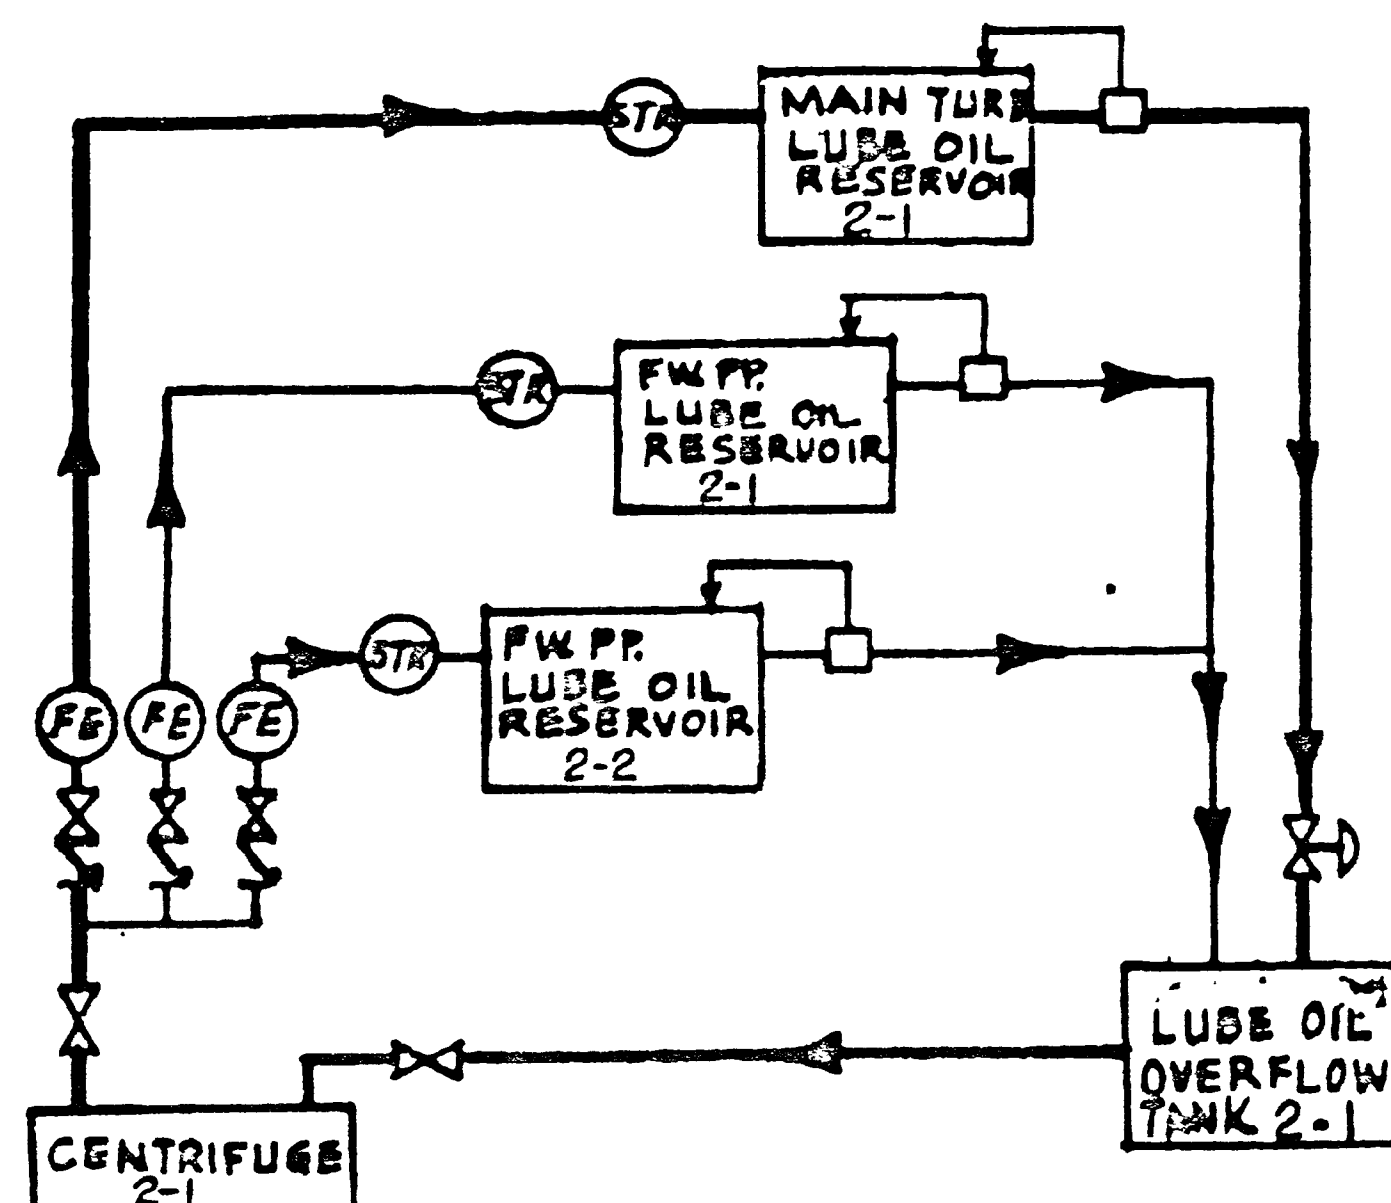 STR
MAIN TURB
LUBE OIL
RESERVOIR
2-1
STR
FW. PP.
LUBE OIL
RESERVOIR
2-1
STR
FW. PP.
LUBE OIL
RESERVOIR
2-2
FE FE FE
LUBE OIL
OVERFLOW
TANK 2-1
CENTRIFUGE
2-1